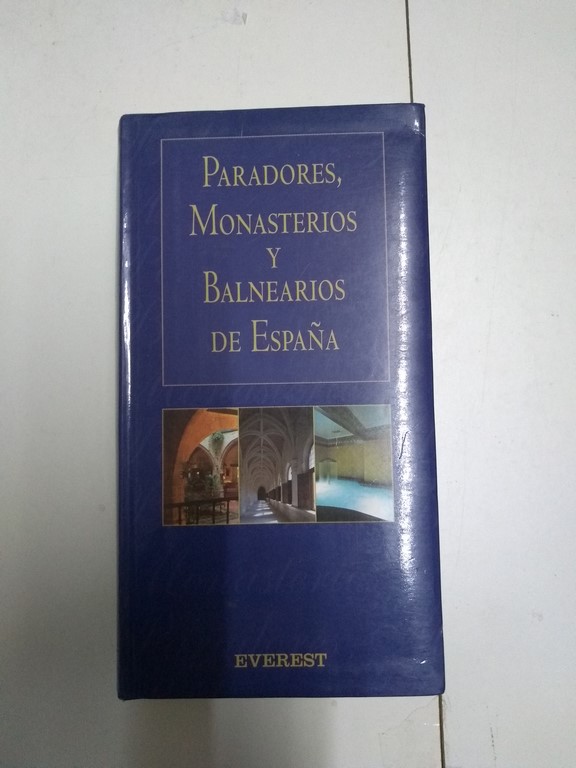 PARADORES,
MONASTERIOS
Y
BALNEARIOS
DE ESPAÑA
EVEREST